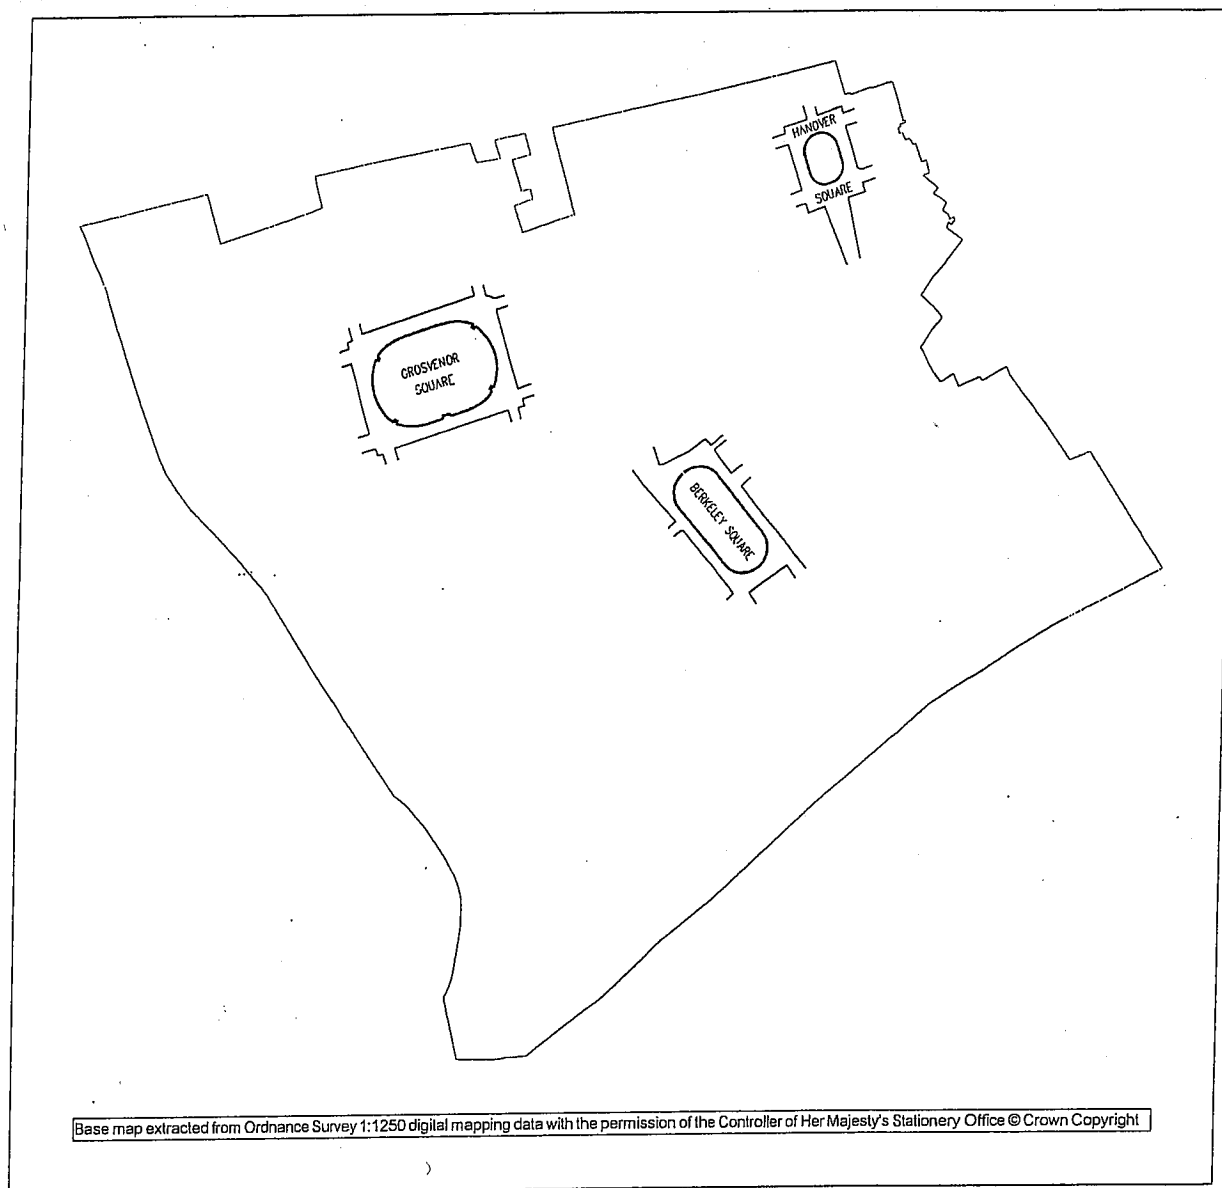 HANOVER
SQUARE
GROSVENOR
SQUARE
BERKELEY SQUARE
Base map extracted from Ordnance Survey 1:1250 digital mapping data with the permission of the Controller of Her Majesty's Stationery Office © Crown Copyright